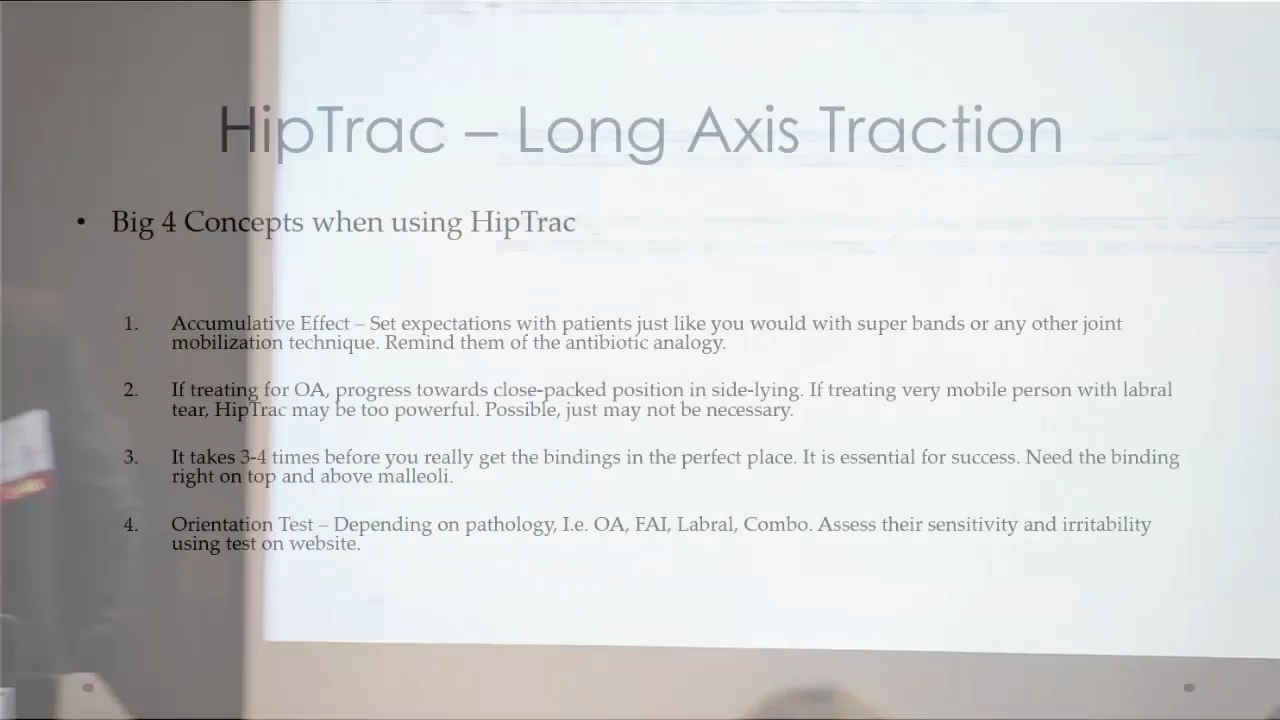 HipTrac – Long Axis Traction
• Big 4 Concepts when using HipTrac
1. Accumulative Effect – Set expectations with patients just like you would with super bands or any other joint
mobilization technique. Remind them of the antibiotic analogy.
2. If treating for OA, progress towards close-packed position in side-lying. If treating very mobile person with labral
tear, HipTrac may be too powerful. Possible, just may not be necessary.
3. It takes 3-4 times before you really get the bindings in the perfect place. It is essential for success. Need the binding
right on top and above malleoli.
4. Orientation Test – Depending on pathology, I.e. OA, FAI, Labral, Combo. Assess their sensitivity and irritability
using test on website.